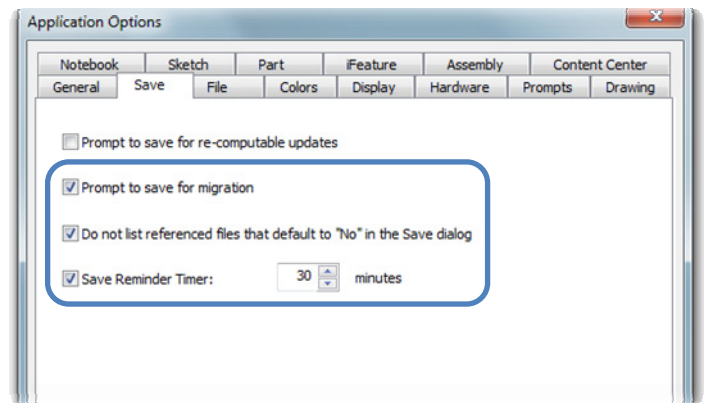 Application Options
Notebook Sketch Part iFeature Assembly Content Center
General Save File Colors Display Hardware Prompts Drawing
Prompt to save for re-computable updates
Prompt to save for migration
Do not list referenced files that default to "No" in the Save dialog
Save Reminder Timer: 30 minutes